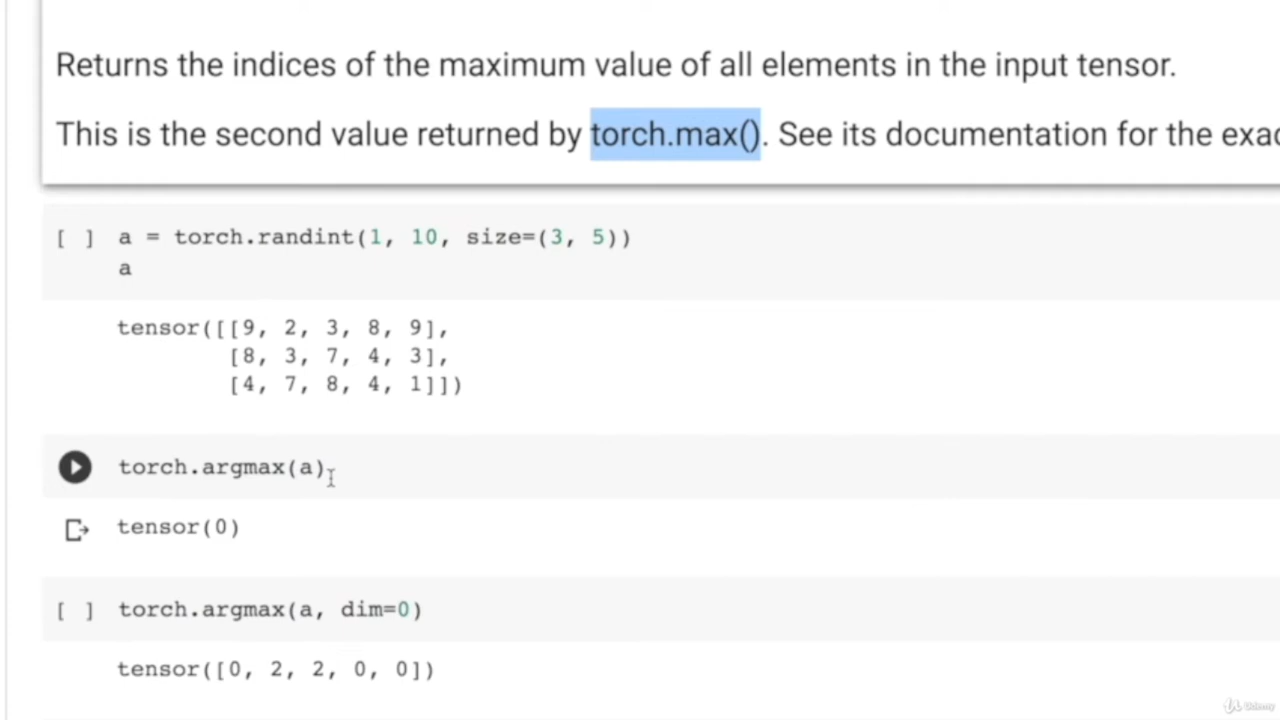 Returns the indices of the maximum value of all elements in the input tensor.
This is the second value returned by torch.max(). See its documentation for the
[ ] a = torch.randint(1, 10, size=(3, 5))
a
tensor([[9, 2, 3, 8, 9],
[8, 3, 7, 4, 3],
[4, 7, 8, 4, 1]])
torch.argmax(a)
tensor(0)
[ ] torch.argmax(a, dim=0)
tensor([0, 2, 2, 0, 0])
Udemy